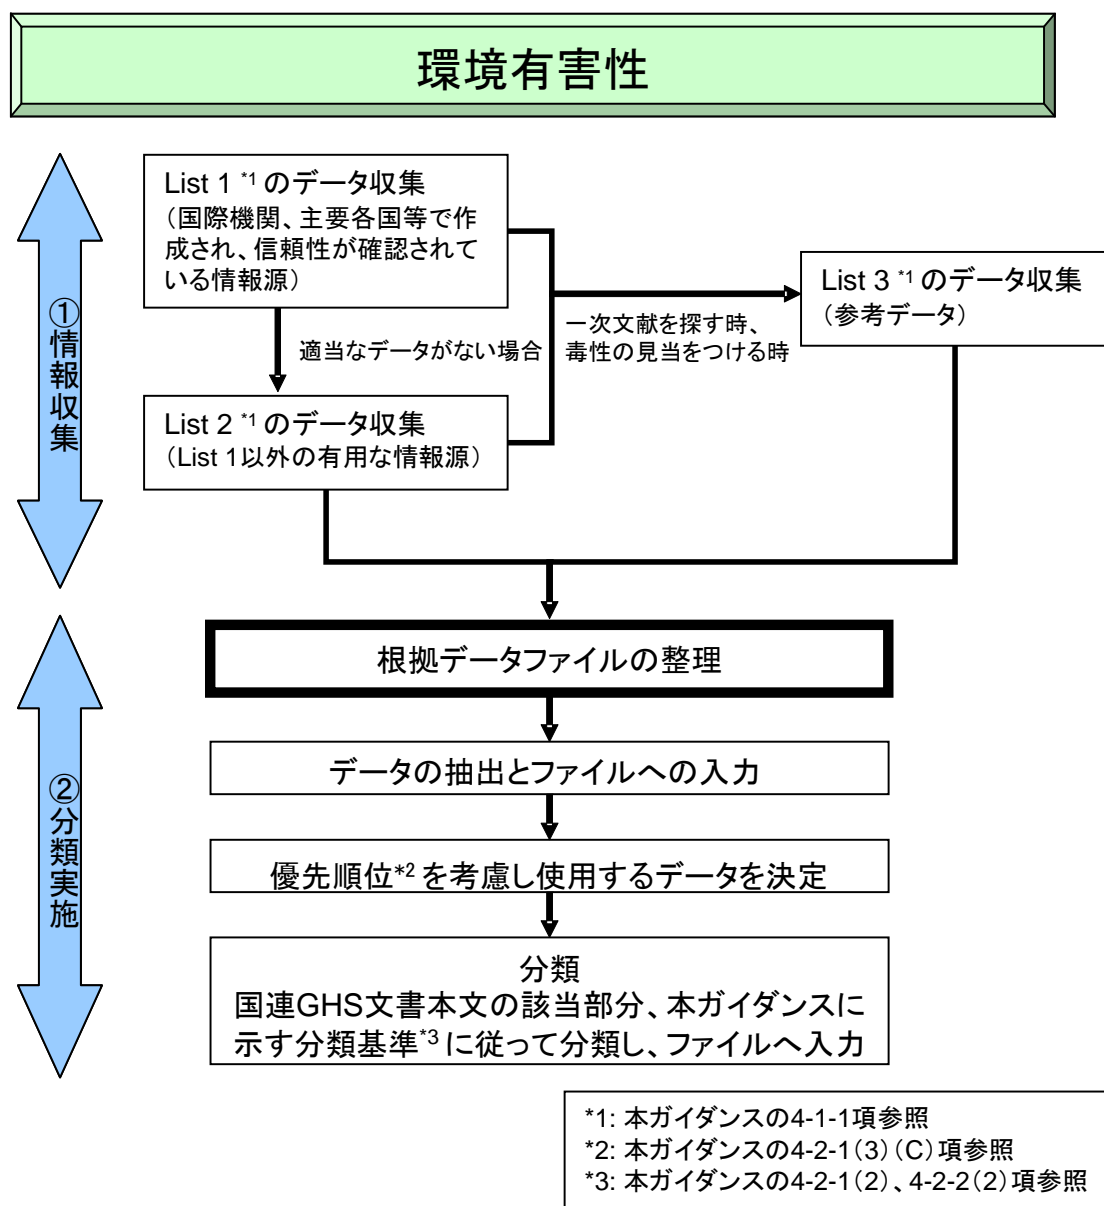 環境有害性
①情報収集
List 1 *1 のデータ収集
（国際機関、主要各国等で作
成され、信頼性が確認されて
いる情報源）
適当なデータがない場合
List 2 *1 のデータ収集
（List 1以外の有用な情報源）
一次文献を探す時、
毒性の見当をつける時
List 3 *1 のデータ収集
（参考データ）
②分類実施
根拠データファイルの整理
データの抽出とファイルへの入力
優先順位*2 を考慮し使用するデータを決定
分類
国連GHS文書本文の該当部分、本ガイダンスに
示す分類基準*3 に従って分類し、ファイルへ入力
*1: 本ガイダンスの4-1-1項参照
*2: 本ガイダンスの4-2-1（3）（C）項参照
*3: 本ガイダンスの4-2-1（2）、4-2-2（2）項参照